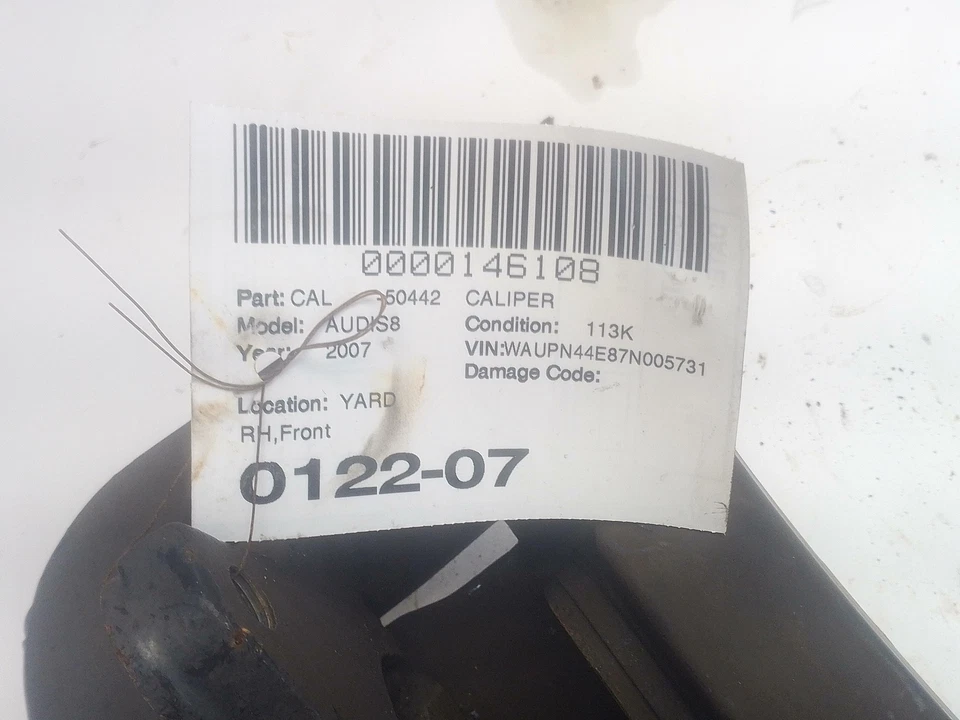 0000146108
Part: CAL 50442 CALIPER
Model: AUDIS8 Condition: 113K
Year: 2007 VIN:WAUPN44E87N005731
Damage Code:
Location: YARD
RH,Front
0122-07